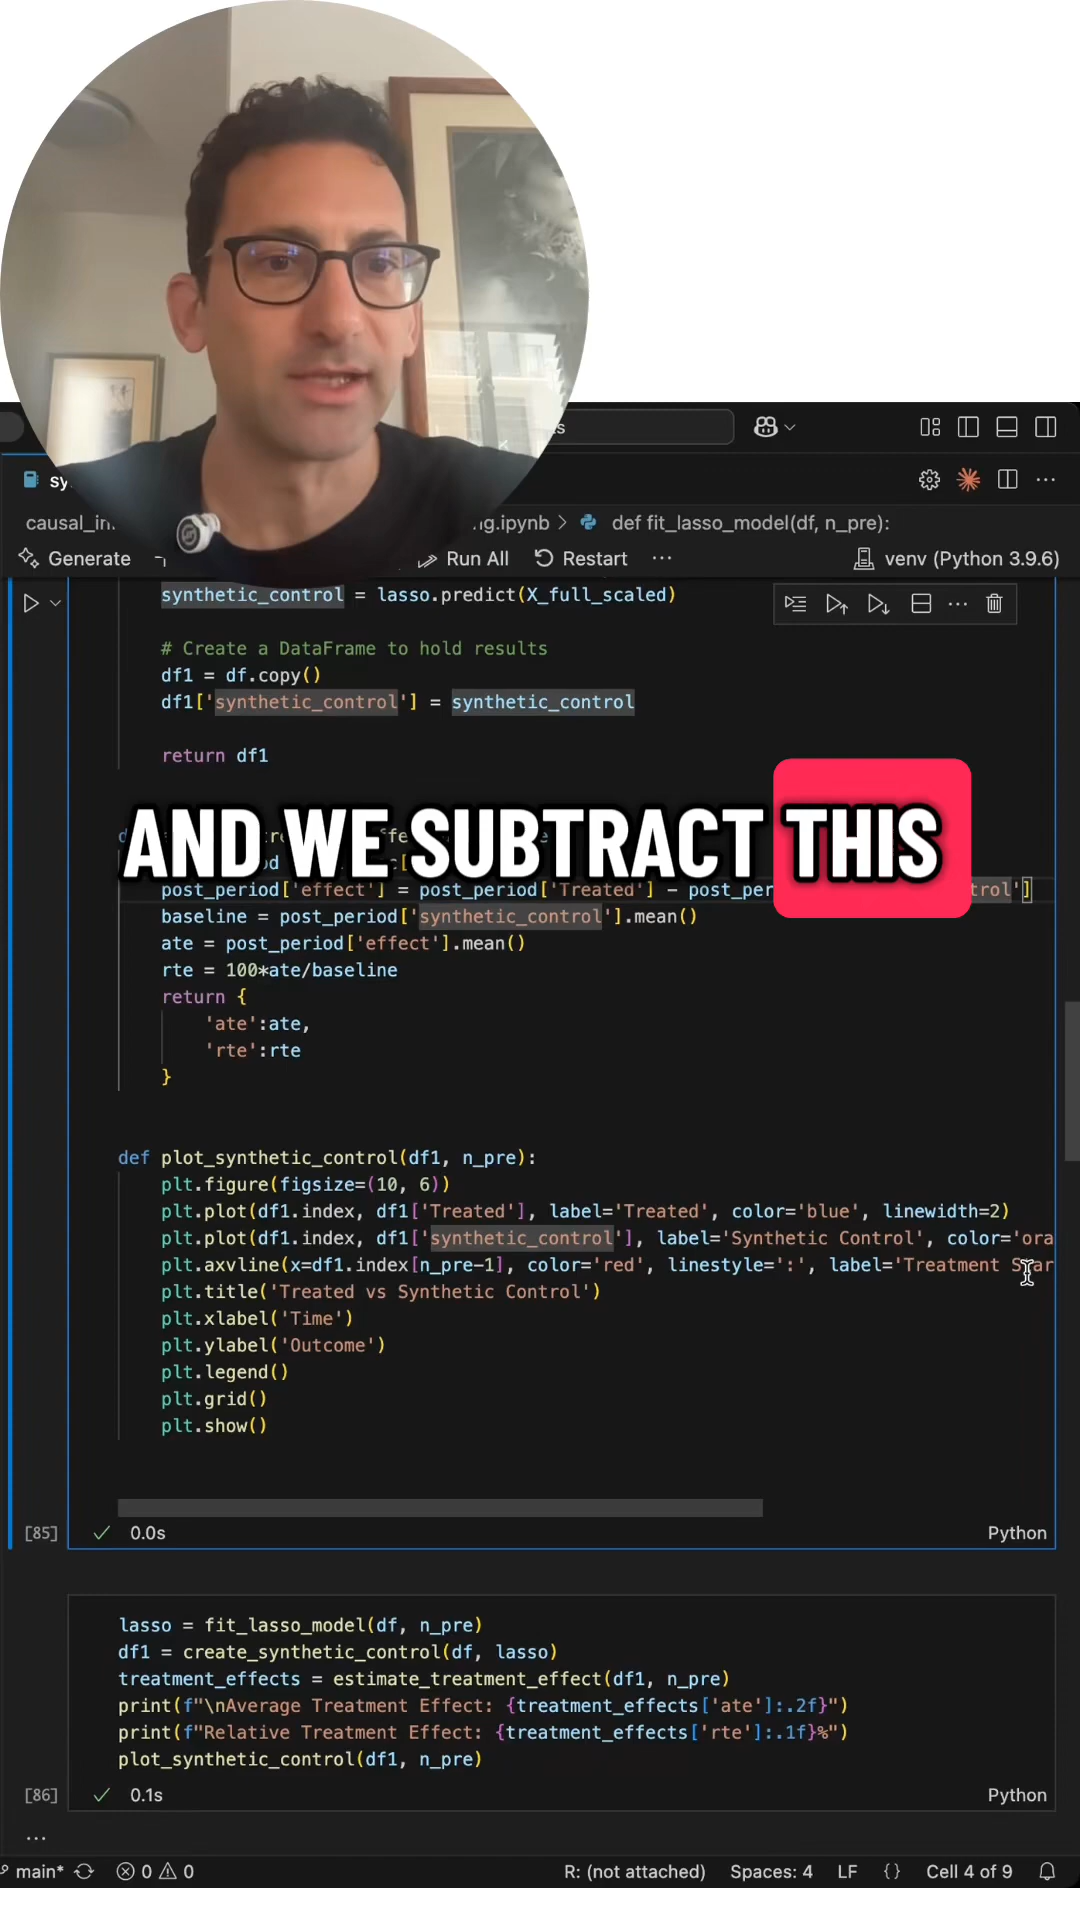 s
sy
causal_in
ng.ipynb > def fit_lasso_model(df, n_pre):
Generate
Run All
Restart
...
venv (Python 3.9.6)
synthetic_control = lasso.predict(X_full_scaled)
# Create a DataFrame to hold results
df1 = df.copy()
df1['synthetic_control'] = synthetic_control
return df1
AND WE SUBTRACT THIS
post_period['effect'] = post_period['Treated'] - post_per trol']
baseline = post_period['synthetic_control'].mean()
ate = post_period['effect'].mean()
rte = 100*ate/baseline
return {
'ate':ate,
'rte':rte
}
def plot_synthetic_control(df1, n_pre):
plt.figure(figsize=(10, 6))
plt.plot(df1.index, df1['Treated'], label='Treated', color='blue', linewidth=2)
plt.plot(df1.index, df1['synthetic_control'], label='Synthetic Control', color='ora
plt.axvline(x=df1.index[n_pre-1], color='red', linestyle=':', label='Treatment Star
plt.title('Treated vs Synthetic Control')
plt.xlabel('Time')
plt.ylabel('Outcome')
plt.legend()
plt.grid()
plt.show()
[85]
0.0s
Python
lasso = fit_lasso_model(df, n_pre)
df1 = create_synthetic_control(df, lasso)
treatment_effects = estimate_treatment_effect(df1, n_pre)
print(f"\nAverage Treatment Effect: {treatment_effects['ate']:.2f}")
print(f"Relative Treatment Effect: {treatment_effects['rte']:.1f}%")
plot_synthetic_control(df1, n_pre)
[86]
0.1s
Python
...
main*
0
0
R: (not attached)
Spaces: 4
LF
{}
Cell 4 of 9